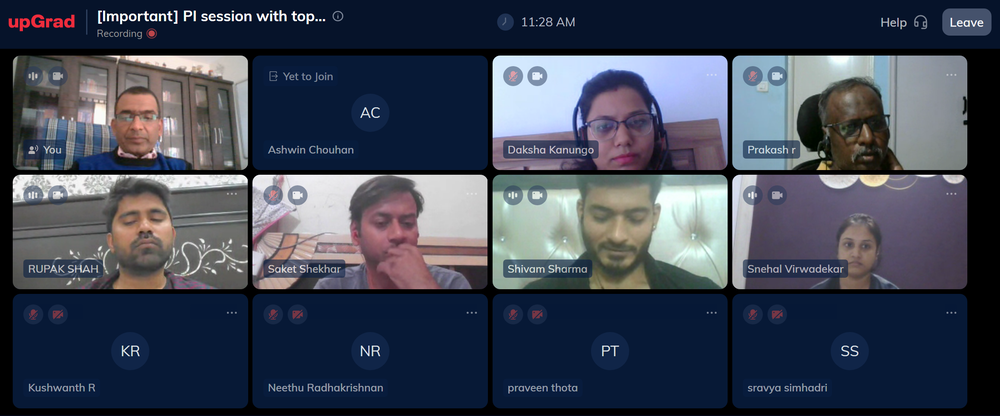 upGrad
[Important] PI session with top...
Recording
11:28 AM
Help
Leave
You
Yet to Join
AC
Ashwin Chouhan
Daksha Kanungo
Prakash r
RUPAK SHAH
Saket Shekhar
Shivam Sharma
Snehal Virwadekar
KR
Kushwanth R
NR
Neethu Radhakrishnan
PT
praveen thota
SS
sravya simhadri